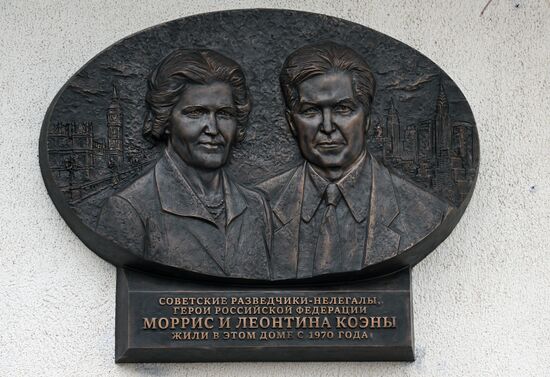 СОВЕТСКИЕ РАЗВЕДЧИКИ-НЕЛЕГАЛЫ,
ГЕРОИ РОССИЙСКОЙ ФЕДЕРАЦИИ
МОРРИС И ЛЕОНТИНА КОЭНЫ
ЖИЛИ В ЭТОМ ДОМЕ С 1970 ГОДА